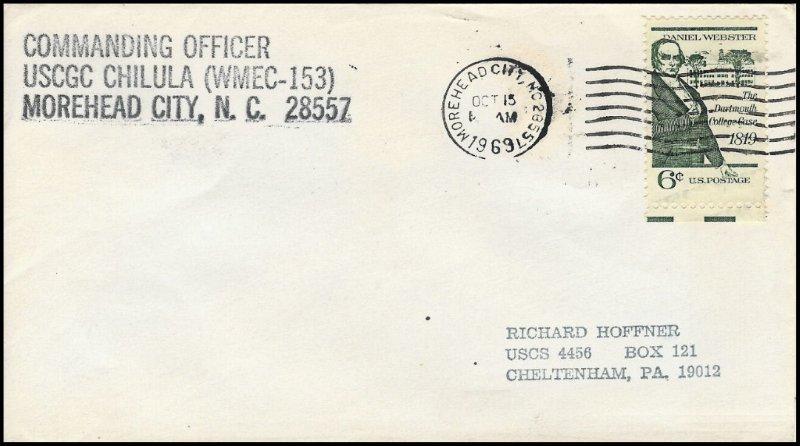 COMMANDING OFFICER
USCGC CHILULA (WMEC-153)
MOREHEAD CITY, N. C. 28557
MOREHEAD CITY, NC 28557
OCT 15
AM
1969
DANIEL WEBSTER
The
Dartmouth
College Case
1819
6¢ U.S. POSTAGE
RICHARD HOFFNER
USCS 4456 BOX 121
CHELTENHAM, PA. 19012